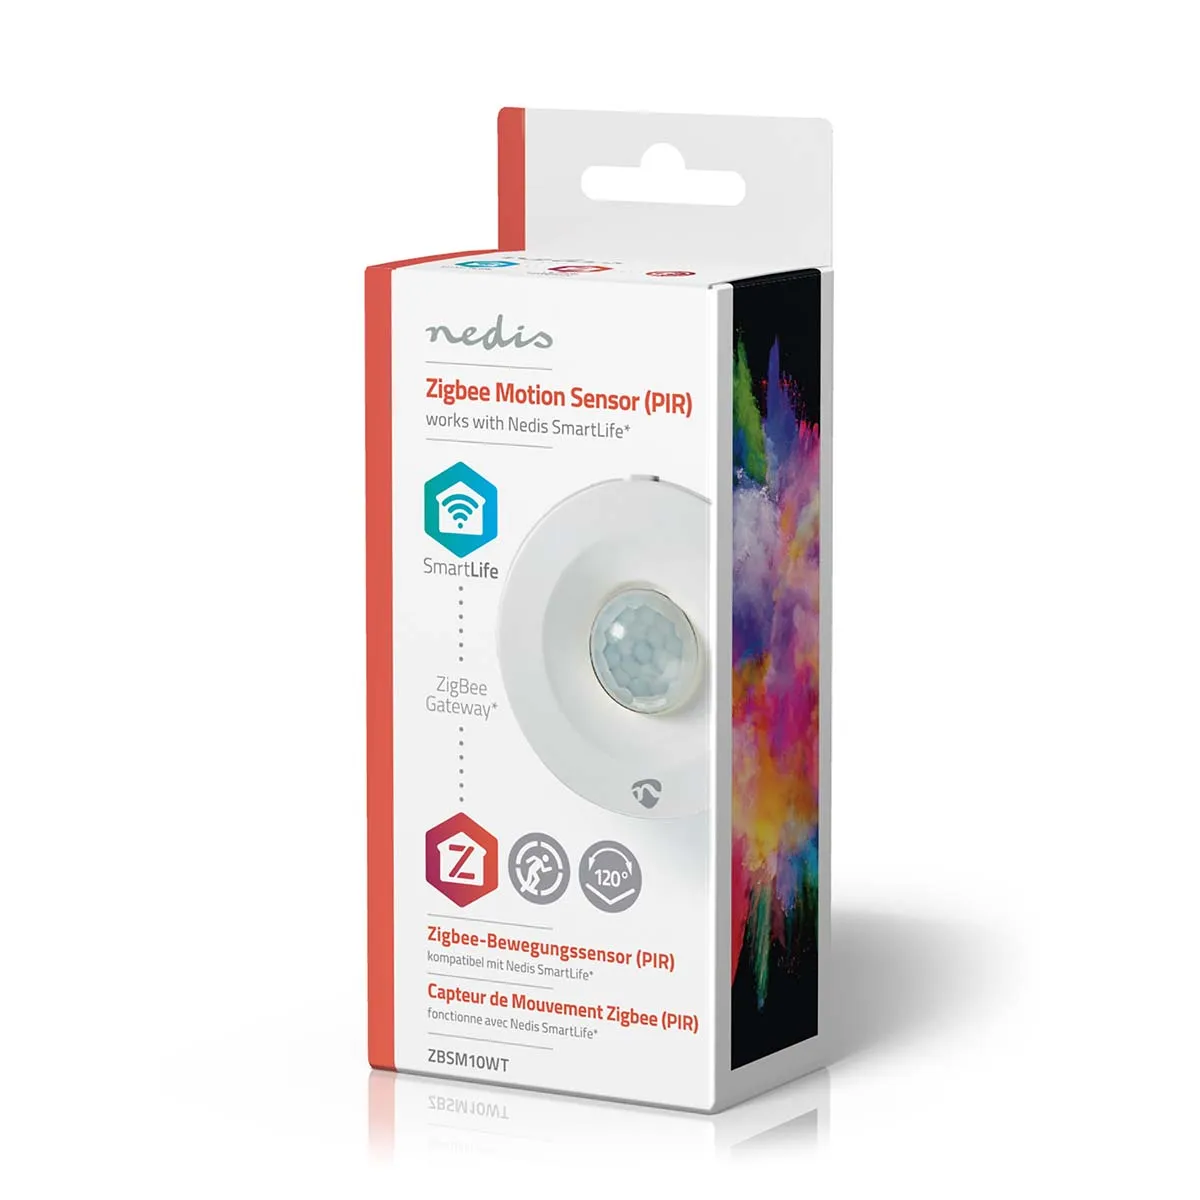 nedis
nedis
Zigbee Motion Sensor (PIR)
works with Nedis SmartLife*
SmartLife
ZigBee
Gateway*
Z
120°
Zigbee-Bewegungssensor (PIR)
kompatibel mit Nedis SmartLife*
Capteur de Mouvement Zigbee (PIR)
fonctionne avec Nedis SmartLife*
ZBSM10WT